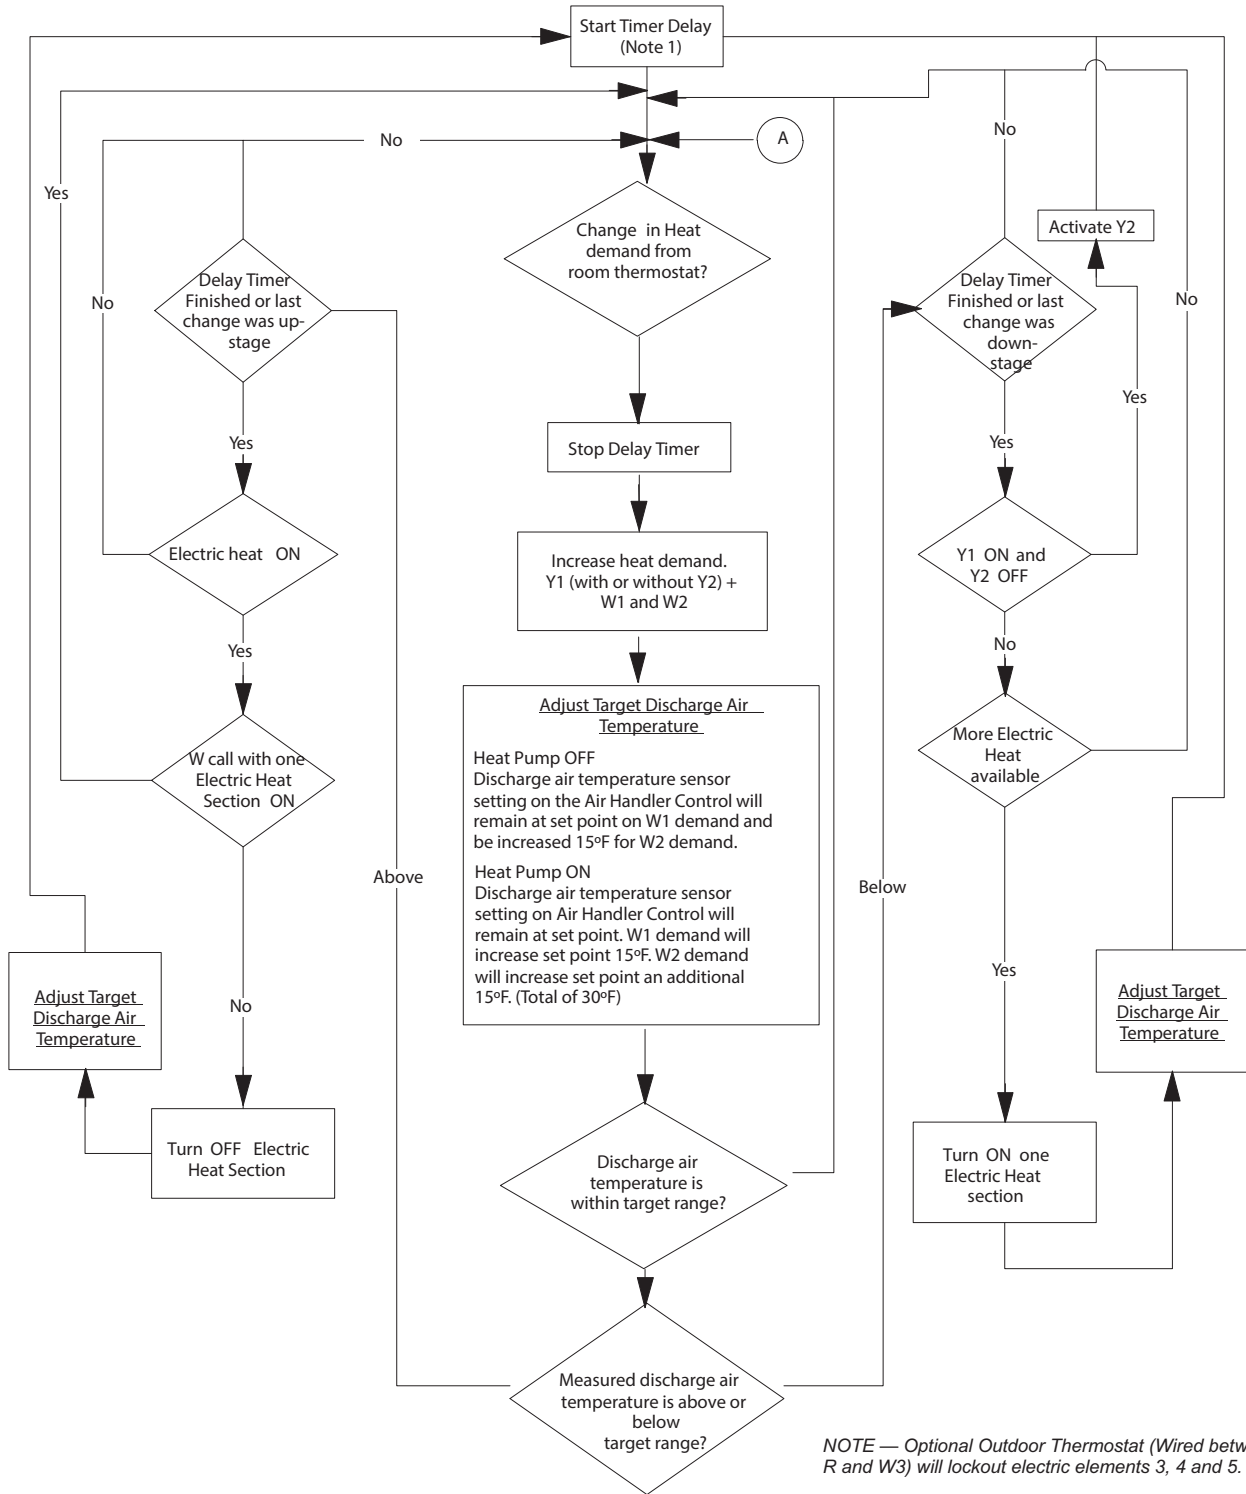 Start Timer Delay
(Note 1)
No
A
No
Yes
Change in Heat
demand from
room thermostat?
Activate Y2
Delay Timer
Finished or last
change was up-
stage
No
Delay Timer
Finished or last
change was
down-
stage
No
Yes
Yes
Stop Delay Timer
Yes
Electric heat ON
Increase heat demand.
Y1 (with or without Y2) +
W1 and W2
Y1 ON and
Y2 OFF
Yes
No
Adjust Target Discharge Air
Temperature
Heat Pump OFF
Discharge air temperature sensor
setting on the Air Handler Control will
remain at set point on W1 demand and
be increased 15ºF for W2 demand.
Heat Pump ON
Discharge air temperature sensor
setting on Air Handler Control will
remain at set point. W1 demand will
increase set point 15ºF. W2 demand
will increase set point an additional
15ºF. (Total of 30ºF)
W call with one
Electric Heat
Section ON
More Electric
Heat
available
Above
Below
Yes
No
Adjust Target
Discharge Air
Temperature
Adjust Target
Discharge Air
Temperature
Turn OFF Electric
Heat Section
Discharge air
temperature is
within target range?
Turn ON one
Electric Heat
section
Measured discharge air
temperature is above or
below
target range?
NOTE — Optional Outdoor Thermostat (Wired betw
R and W3) will lockout electric elements 3, 4 and 5.